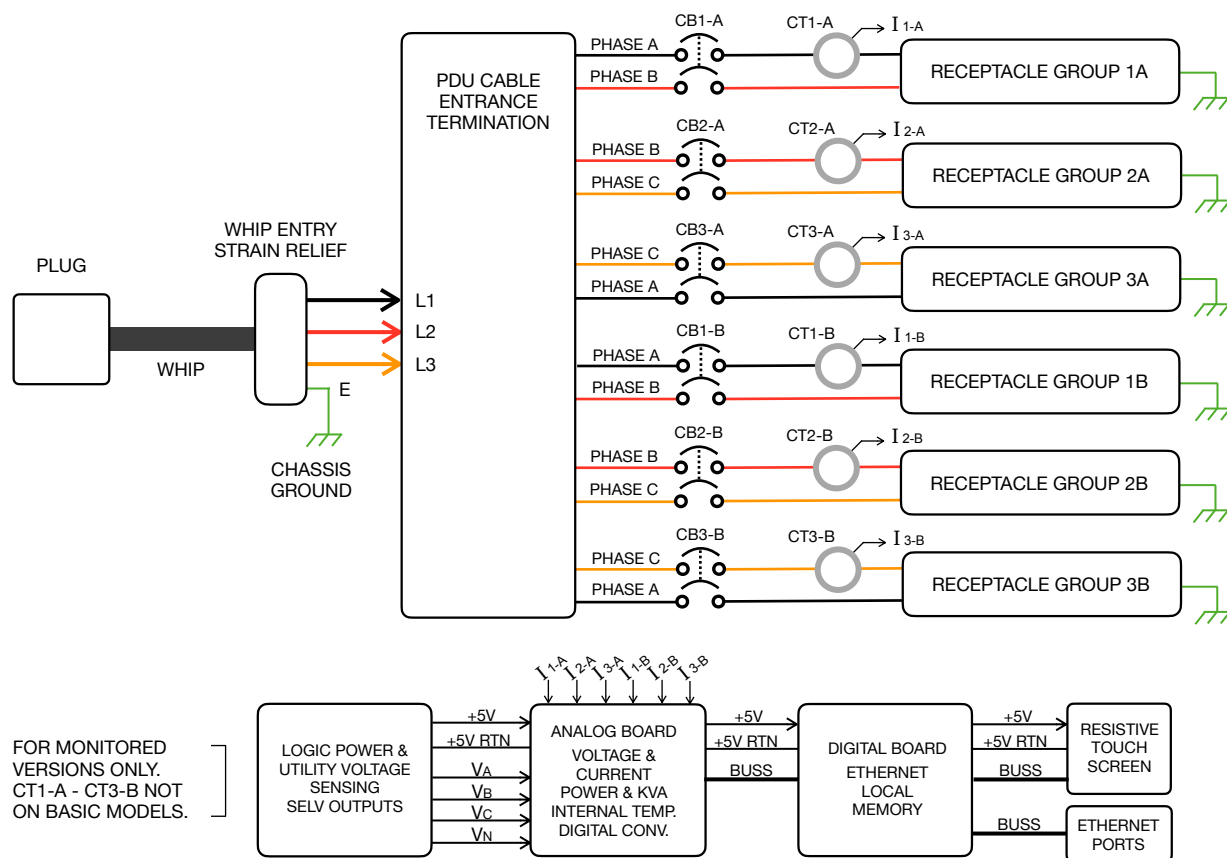 CB1-A
CT1-A
I 1-A
PHASE A
PHASE B
RECEPTACLE GROUP 1A
PDU CABLE
ENTRANCE
TERMINATION
CB2-A
CT2-A
I 2-A
PHASE B
PHASE C
RECEPTACLE GROUP 2A
CB3-A
CT3-A
I 3-A
PHASE C
PHASE A
RECEPTACLE GROUP 3A
WHIP ENTRY
STRAIN RELIEF
PLUG
WHIP
L1
L2
L3
E
CHASSIS
GROUND
CB1-B
CT1-B
I 1-B
PHASE A
PHASE B
RECEPTACLE GROUP 1B
CB2-B
CT2-B
I 2-B
PHASE B
PHASE C
RECEPTACLE GROUP 2B
CB3-B
CT3-B
I 3-B
PHASE C
PHASE A
RECEPTACLE GROUP 3B
I 1-A
I 2-A
I 3-A
I 1-B
I 2-B
I 3-B
FOR MONITORED
VERSIONS ONLY.
CT1-A - CT3-B NOT
ON BASIC MODELS.
LOGIC POWER &
UTILITY VOLTAGE
SENSING
SELV OUTPUTS
+5V
+5V RTN
VA
VB
VC
VN
ANALOG BOARD
VOLTAGE &
CURRENT
POWER & KVA
INTERNAL TEMP.
DIGITAL CONV.
+5V
+5V RTN
BUSS
DIGITAL BOARD
ETHERNET
LOCAL
MEMORY
+5V
+5V RTN
BUSS
BUSS
RESISTIVE
TOUCH
SCREEN
ETHERNET
PORTS